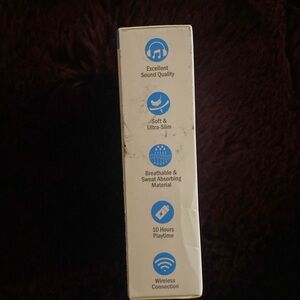 Excellent
Sound Quality
Soft &
Ultra-Slim
Breathable &
Sweat Absorbing
Material
10 Hours
Playtime
Wireless
Connection